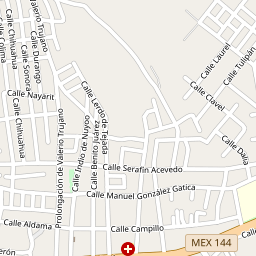 Valerio Trujano
Calle Durango
Calle Sonora
Calle Chihuahua
Calle Nayarit
Calle Chihuahua
Prolongación de Valerio Trujano
Calle Indio de Nuyoo
Calle Benito Juárez
Calle Lerdo de Tejada
Calle Laurel
Calle Tulipán
Calle Clavel
Calle Dalia
Calle Serafín Acevedo
Calle Manuel González Gatica
Calle Aldama
Calle Campillo
MEX 144